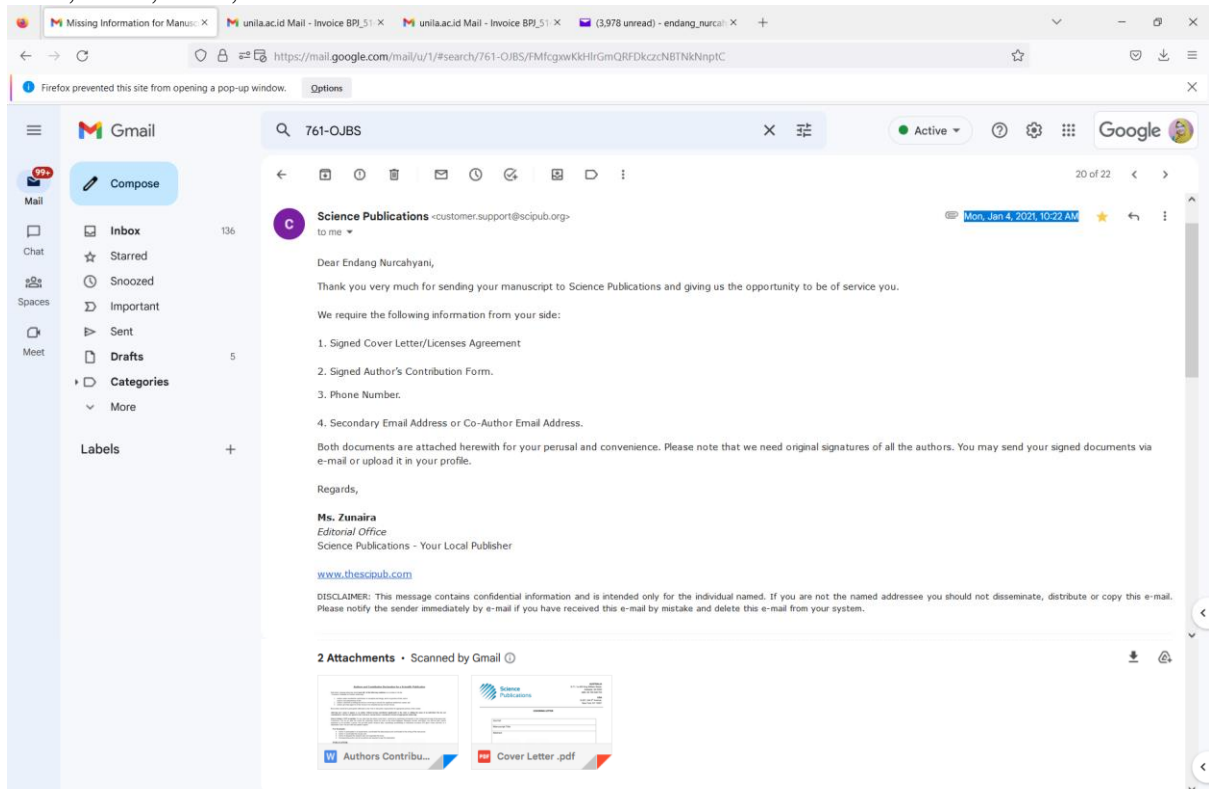 Missing Information for Manusc
unila.ac.id Mail - Invoice BPJ_51
unila.ac.id Mail - Invoice BPJ_51
(3,978 unread) - endang_nurcah
https://mail.google.com/mail/u/1/#search/761-OJBS/FMfcgxwKkHlrGmQRFDkczcNBTNkNnptC
Firefox prevented this site from opening a pop-up window.
Options
Gmail
761-OJBS
Active
Google
99+
Mail
Chat
Spaces
Meet
Compose
Inbox 136
Starred
Snoozed
Important
Sent
Drafts 5
Categories
More
Labels
20 of 22
C
Science Publications <customer.support@scipub.org>
Mon, Jan 4, 2021, 10:22 AM
to me
Dear Endang Nurcahyani,
Thank you very much for sending your manuscript to Science Publications and giving us the opportunity to be of service you.
We require the following information from your side:
1. Signed Cover Letter/Licenses Agreement
2. Signed Author's Contribution Form.
3. Phone Number.
4. Secondary Email Address or Co-Author Email Address.
Both documents are attached herewith for your perusal and convenience. Please note that we need original signatures of all the authors. You may send your signed documents via
e-mail or upload it in your profile.
Regards,
Ms. Zunaira
Editorial Office
Science Publications - Your Local Publisher
www.thescipub.com
DISCLAIMER: This message contains confidential information and is intended only for the individual named. If you are not the named addressee you should not disseminate, distribute or copy this e-mail.
Please notify the sender immediately by e-mail if you have received this e-mail by mistake and delete this e-mail from your system.
2 Attachments • Scanned by Gmail
Science
Publications
W Authors Contribu...
PDF Cover Letter .pdf